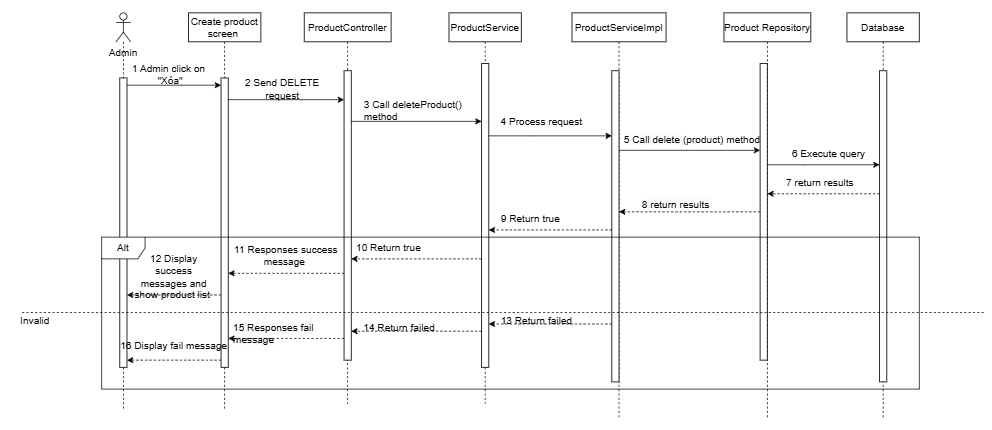 Create product
screen
ProductController
ProductService
ProductServiceImpl
Product Repository
Database
Admin
1 Admin click on
"Xóa"
2 Send DELETE
request
3 Call deleteProduct()
method
4 Process request
5 Call delete (product) method
6 Execute query
7 return results
8 return results
9 Return true
Alt
10 Return true
11 Responses success
message
12 Display
success
messages and
show product list
Invalid
13 Return failed
14 Return failed
15 Responses fail
message
16 Display fail message